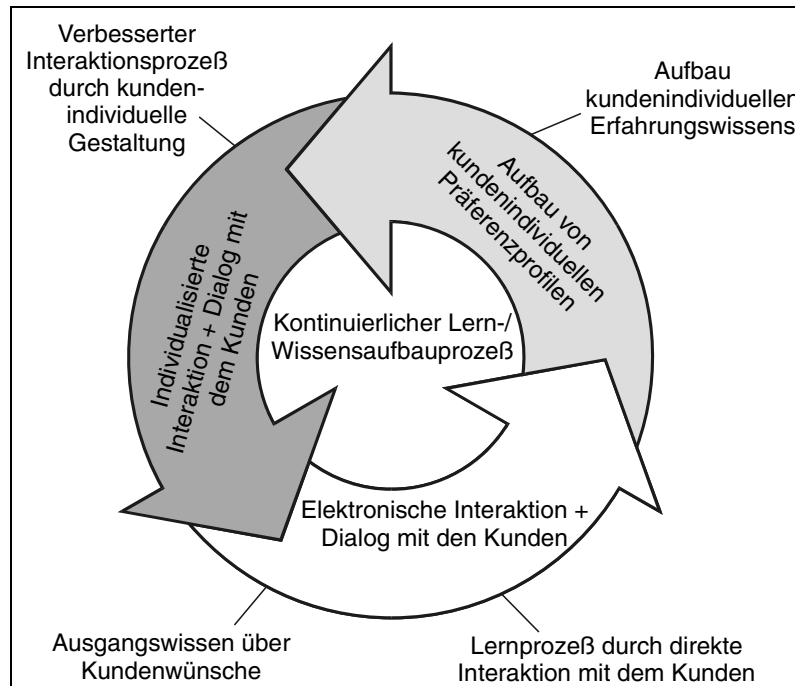 Verbesserter
Interaktionsprozeß
durch kunden-
individuelle
Gestaltung
Aufbau
kundenindividuellen
Erfahrungswissens
Aufbau von
kundenindividuellen
Präferenzprofilen
Individualisierte
Interaktion + Dialog mit
dem Kunden
Kontinuierlicher Lern-/
Wissensaufbauprozeß
Elektronische Interaktion +
Dialog mit den Kunden
Ausgangswissen über
Kundenwünsche
Lernprozeß durch direkte
Interaktion mit dem Kunden